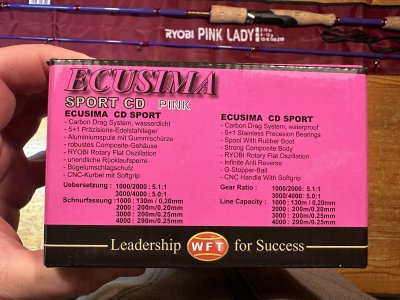 RYOBI PINK LADY
ECUSIMA
SPORT CD PINK
ECUSIMA CD SPORT
- Carbon Drag System, wasserdicht
- 5+1 Präzisions-Edelstahllager
- Aluminiumspule mit Gummischürze
- robustes Composite-Gehäuse
- RYOBI Rotary Flat Oszillation
- unendliche Rücklaufsperre
- Bügelumschlagschutz
- CNC-Kurbel mit Softgrip
Uebersetzung : 1000/2000 : 5.1:1
3000/4000 : 5.0:1
Schnurfassung : 1000 : 130m / 0,20mm
2000 : 200m/0.20mm
3000 : 200m/0.25mm
4000 : 290m/0.25mm
ECUSIMA CD SPORT
- Carbon Drag System, waterproof
- 5+1 Stainless Precesion Bearings
- Spool With Rubber Boot
- Strong Composite Body
- RYOBI Rotary Flat Oszillation
- Infinite Anti Reverse
- G-Stopper-Bail
- CNC Handle With Softgrip
Gear Ratio : 1000/2000: 5.1:1
3000/4000: 5.0:1
Line Capacity : 1000 : 130m / 0,20mm
2000 : 200m/0.20mm
3000 : 200m/0.25mm
4000 : 290m/0.25mm
Leadership WFT for Success